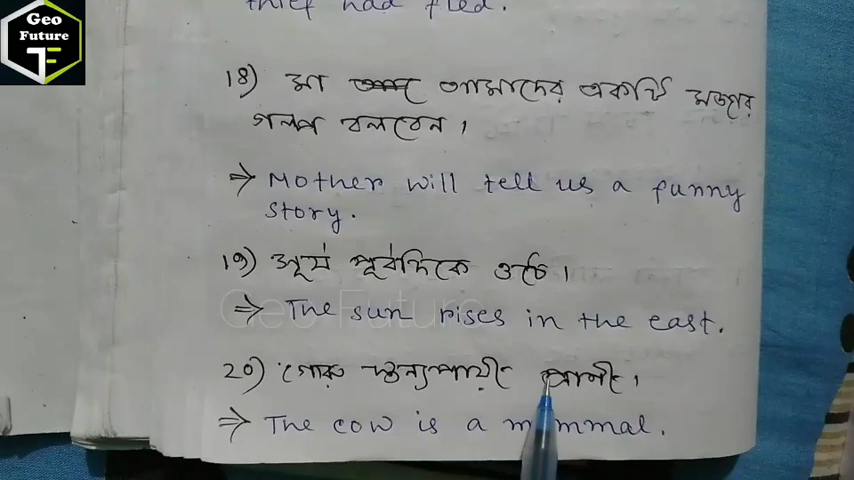 Geo
Future
thief had fled.
18) মা আমাদের একটি মজার
গল্প বলবেন।
⇒ Mother will tell us a funny
story.
19) সূর্য পূর্বদিকে ওঠে।
Geo Future
⇒ The sun rises in the east.
20) গোরু স্তন্যপায়ী প্রাণী।
⇒ The cow is a mammal.